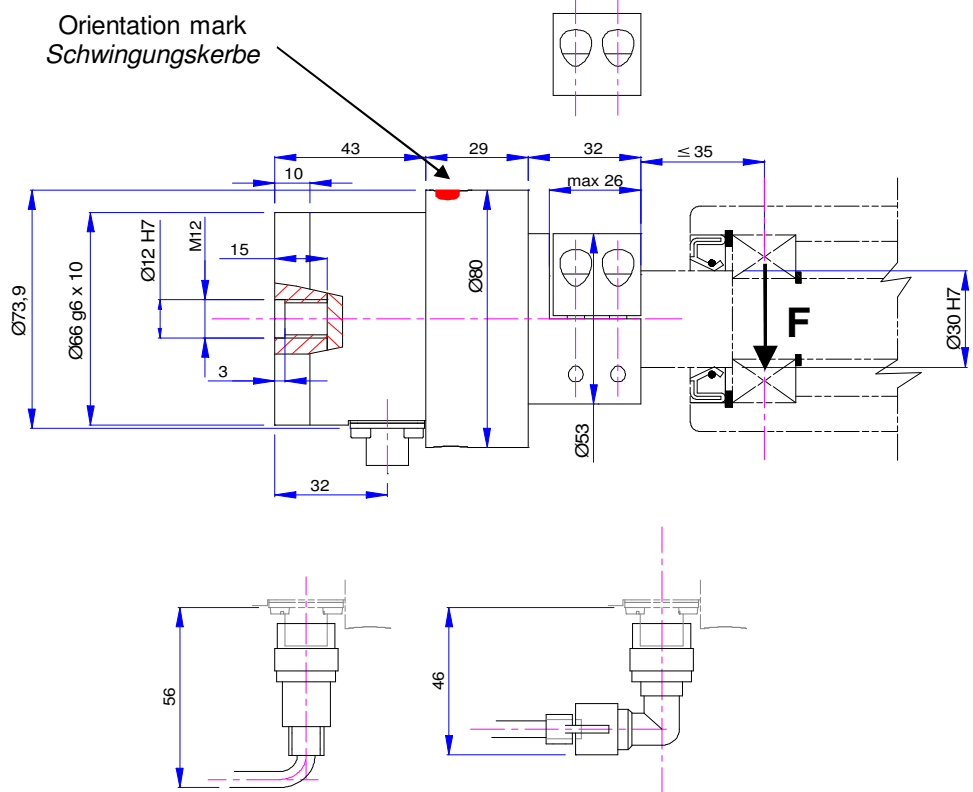 Orientation mark
Schwingungskerbe
43
29
32
≤ 35
10
max 26
15
M12
Ø12 H7
Ø66 g6 x 10
Ø73,9
3
Ø80
Ø53
F
Ø30 H7
32
56
46